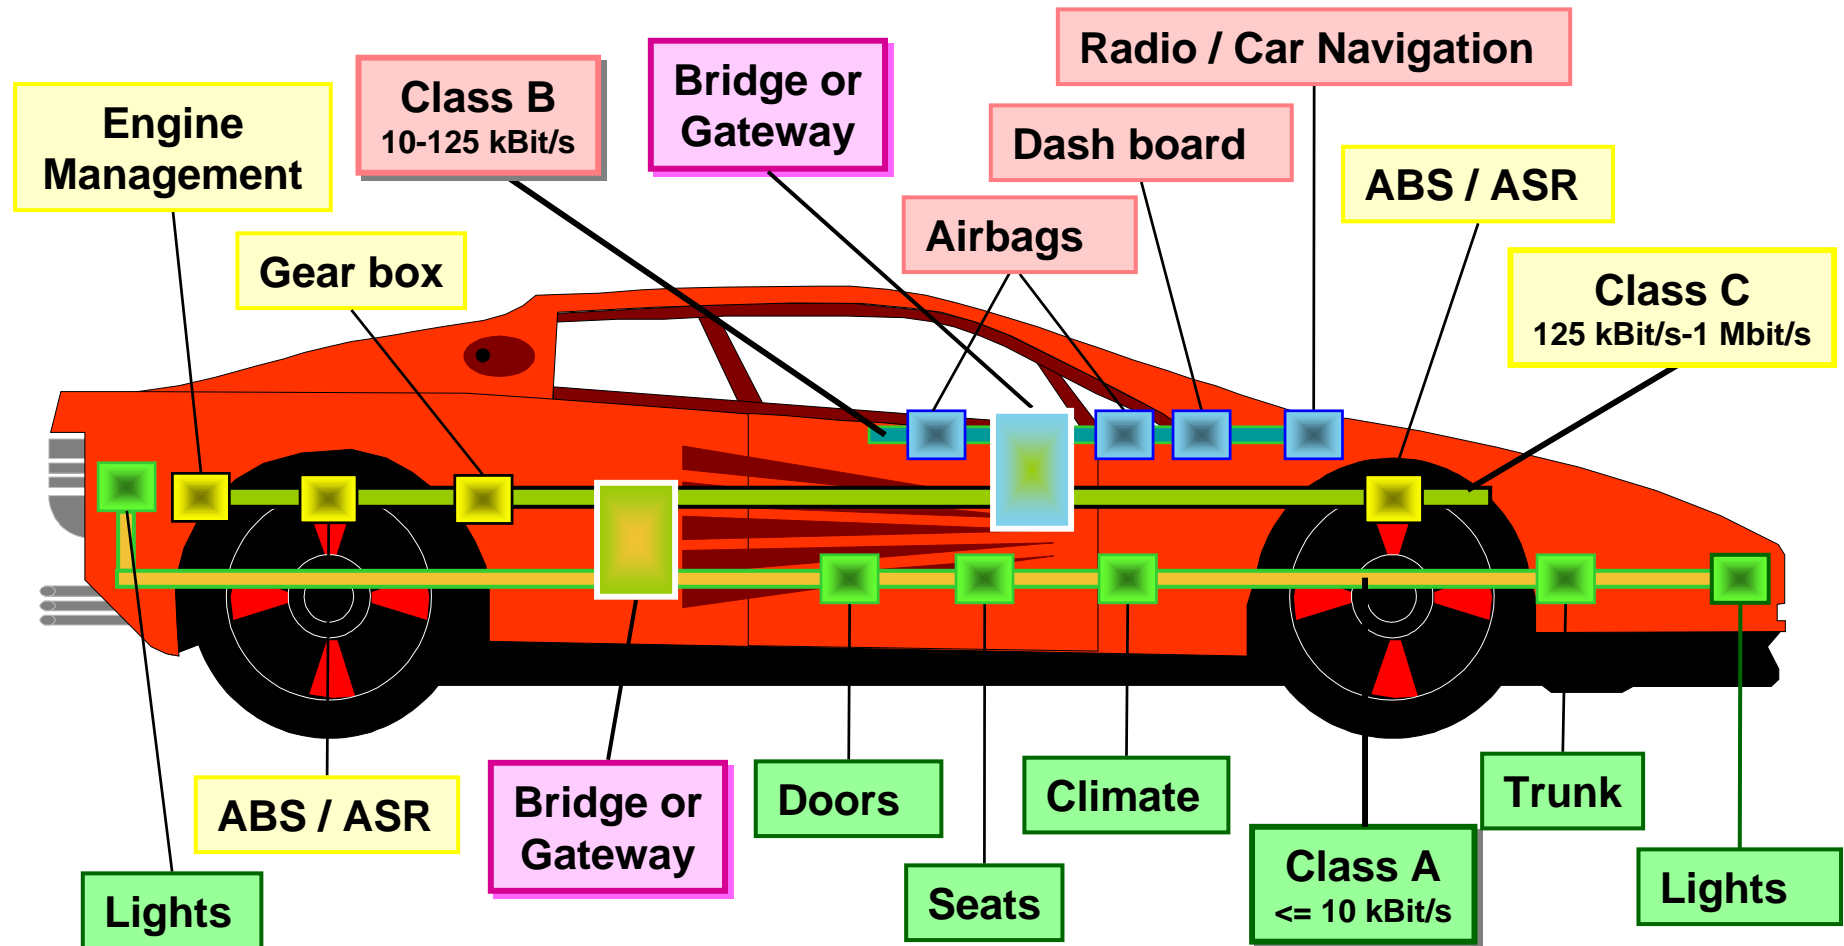 Radio / Car Navigation
Bridge or
Gateway
Class B
10-125 kBit/s
Engine
Management
Dash board
ABS / ASR
Airbags
Gear box
Class C
125 kBit/s-1 Mbit/s
ABS / ASR
Bridge or
Gateway
Doors
Climate
Trunk
Lights
Seats
Class A
<= 10 kBit/s
Lights